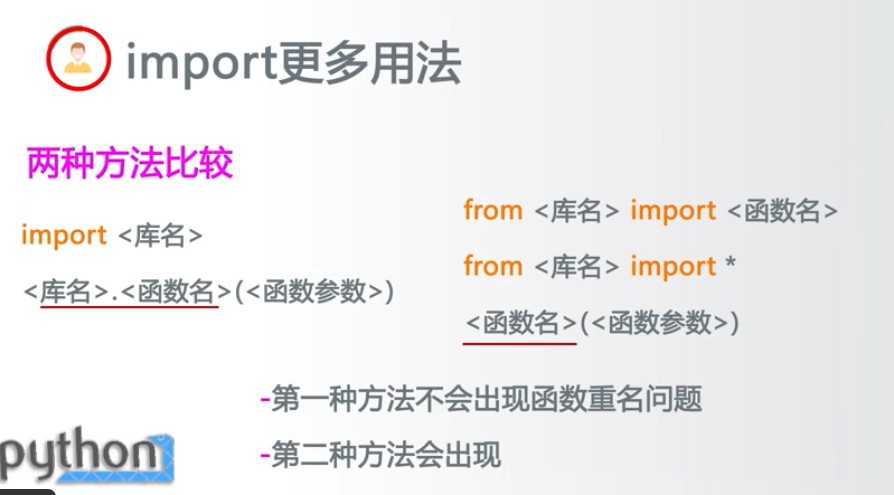 import更多用法
两种方法比较
import <库名>
<库名>.<函数名>(<函数参数>)
from <库名> import <函数名>
from <库名> import *
<函数名>(<函数参数>)
-第一种方法不会出现函数重名问题
-第二种方法会出现
python